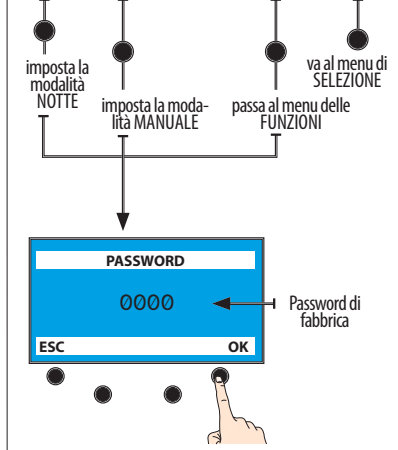 imposta la
modalità
NOTTE
imposta la moda-
lità MANUALE
passa al menu delle
FUNZIONI
va al menu di
SELEZIONE
PASSWORD
0000
Password di
fabbrica
ESC
OK